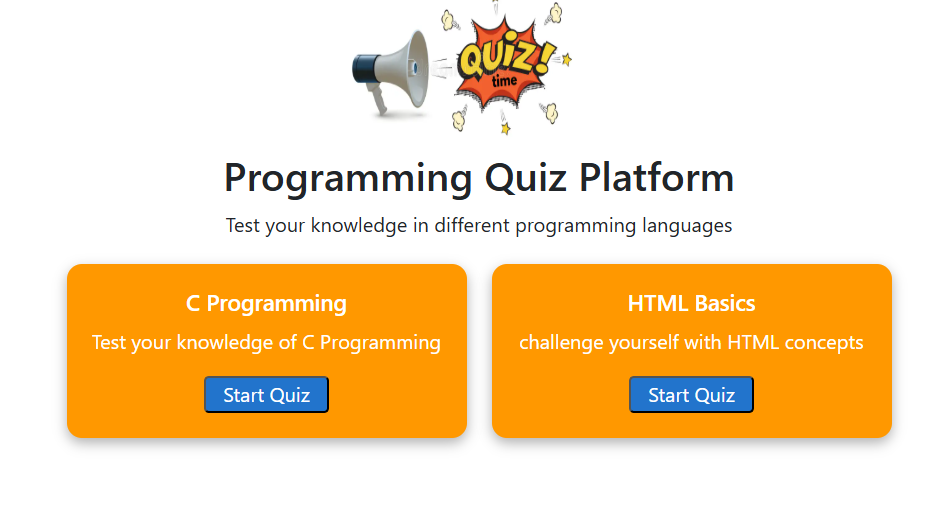 QUIZ!
time
Programming Quiz Platform
Test your knowledge in different programming languages
C Programming
Test your knowledge of C Programming
Start Quiz
HTML Basics
challenge yourself with HTML concepts
Start Quiz